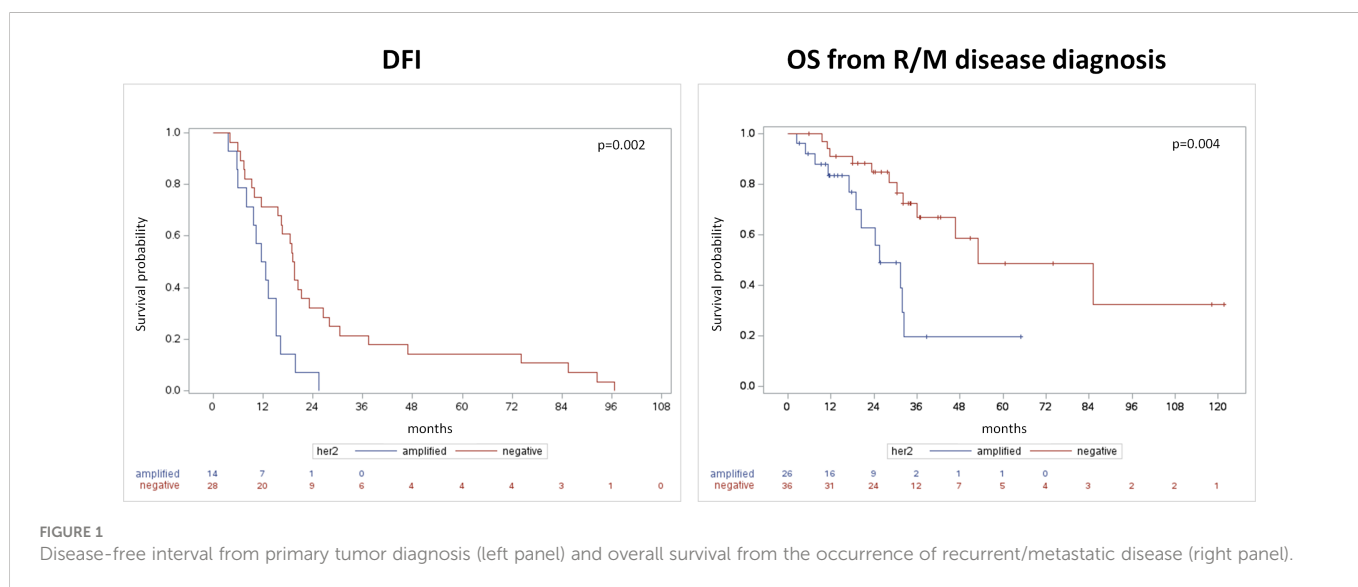 DFI
OS from R/M disease diagnosis
p=0.002
1.0
0.8
0.6
0.4
0.2
0.0
Survival probability
0 12 24 36 48 60 72 84 96 108
months
her2 amplified negative
amplified 14 7 1 0
negative 28 20 9 6 4 4 4 3 1 0
p=0.004
1.0
0.8
0.6
0.4
0.2
0.0
Survival probability
0 12 24 36 48 60 72 84 96 108 120
months
her2 amplified negative
amplified 26 16 9 2 1 1 0
negative 36 31 24 12 7 5 4 3 2 2 1
FIGURE 1
Disease-free interval from primary tumor diagnosis (left panel) and overall survival from the occurrence of recurrent/metastatic disease (right panel).